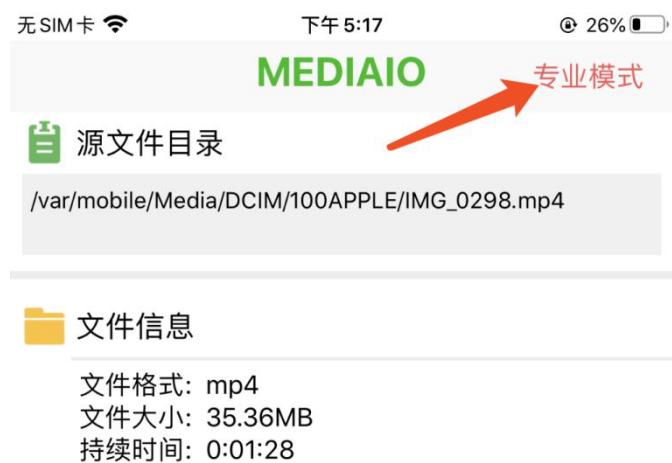 无SIM卡 下午5:17 26%
MEDIAIO 专业模式
源文件目录
/var/mobile/Media/DCIM/100APPLE/IMG_0298.mp4
文件信息
文件格式: mp4
文件大小: 35.36MB
持续时间: 0:01:28